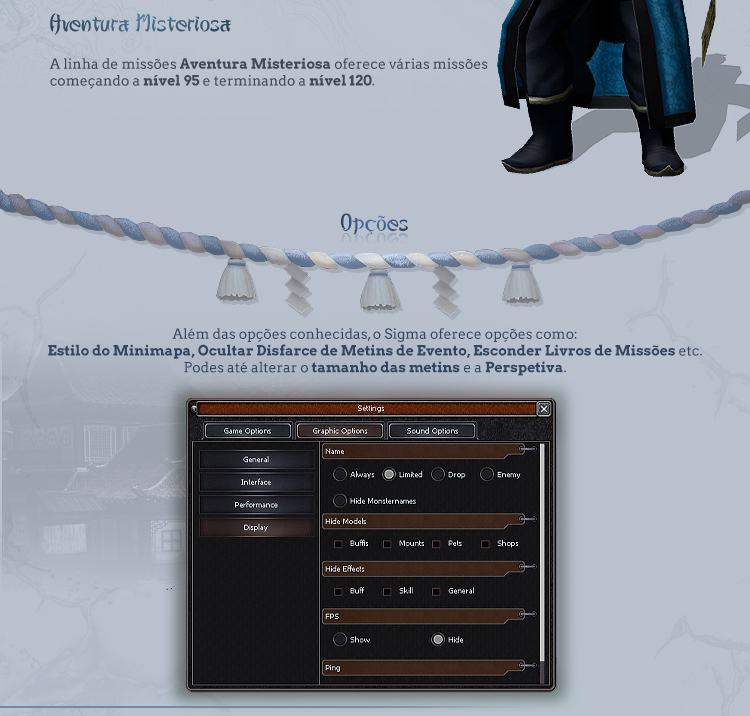 Aventura Misteriosa
A linha de missões Aventura Misteriosa oferece várias missões
começando a nível 95 e terminando a nível 120.
Opções
Além das opções conhecidas, o Sigma oferece opções como:
Estilo do Minimapa, Ocultar Disfarce de Metins de Evento, Esconder Livros de Missões etc.
Podes até alterar o tamanho das metins e a Perspetiva.
Settings
Game Options Graphic Options Sound Options
General
Interface
Performance
Display
Name
Always Limited Drop Enemy
Hide Monsternames
Hide Models
Buffis Mounts Pets Shops
Hide Effects
Buff Skill General
FPS
Show Hide
Ping